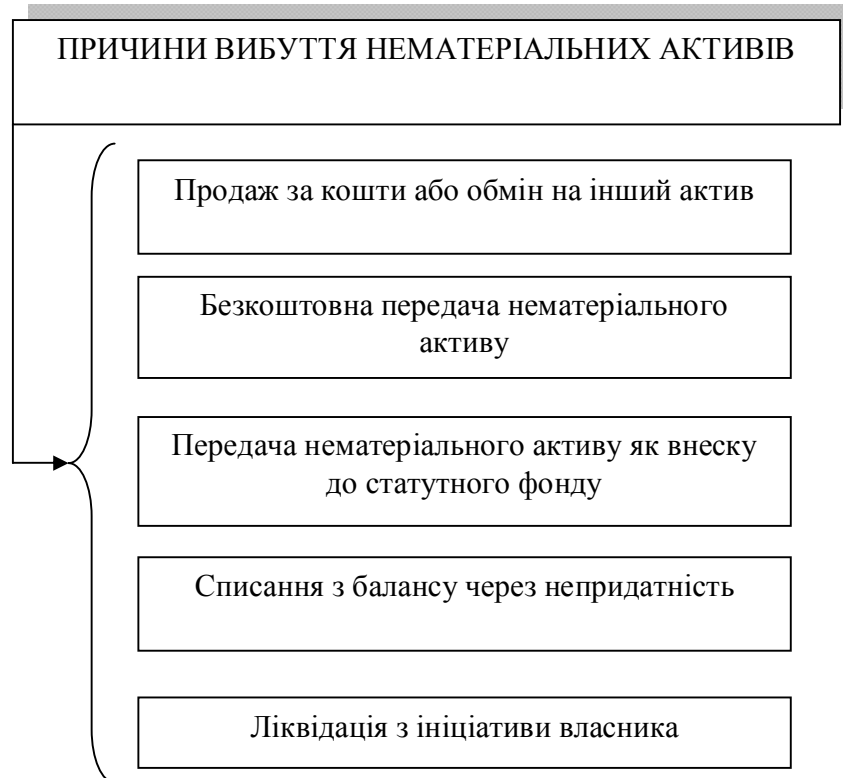 ПРИЧИНИ ВИБУТТЯ НЕМАТЕРІАЛЬНИХ АКТИВІВ
Продаж за кошти або обмін на інший актив
Безкоштовна передача нематеріального
активу
Передача нематеріального активу як внеску
до статутного фонду
Списання з балансу через непридатність
Ліквідація з ініціативи власника